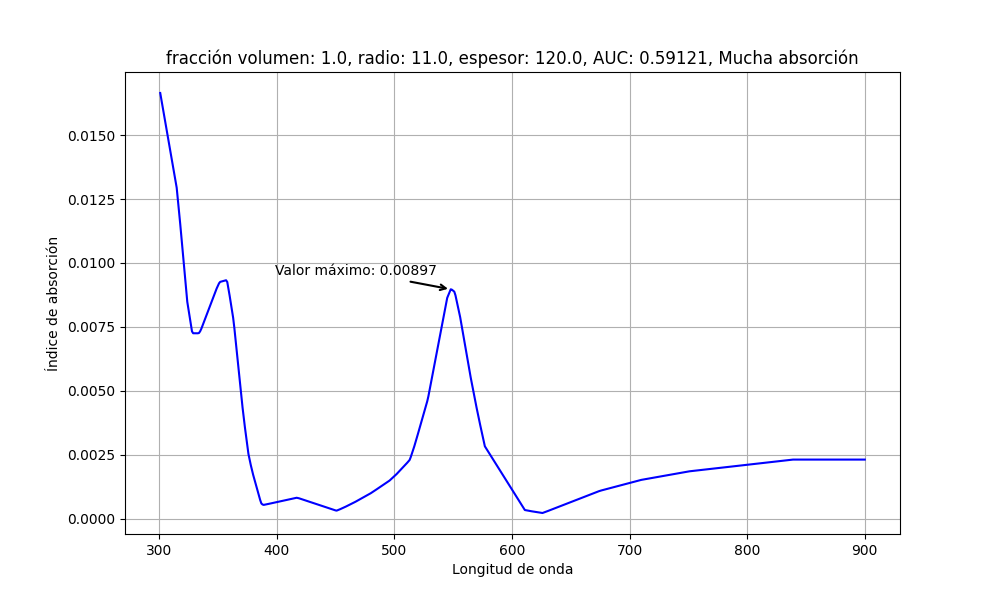 fracción volumen: 1.0, radio: 11.0, espesor: 120.0, AUC: 0.59121, Mucha absorción
Índice de absorción
0.0150
0.0125
0.0100
0.0075
0.0050
0.0025
0.0000
Valor máximo: 0.00897
300 400 500 600 700 800 900
Longitud de onda